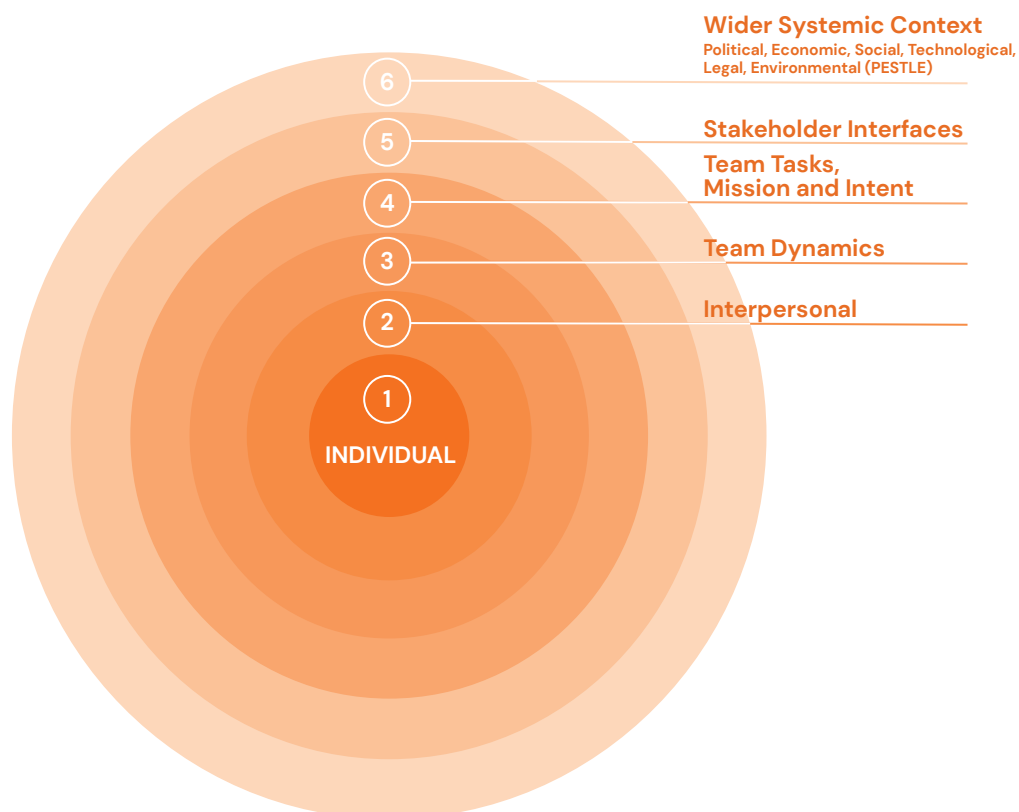 Wider Systemic Context
Political, Economic, Social, Technological,
Legal, Environmental (PESTLE)
6
Stakeholder Interfaces
5
Team Tasks,
Mission and Intent
4
Team Dynamics
3
Interpersonal
2
1
INDIVIDUAL